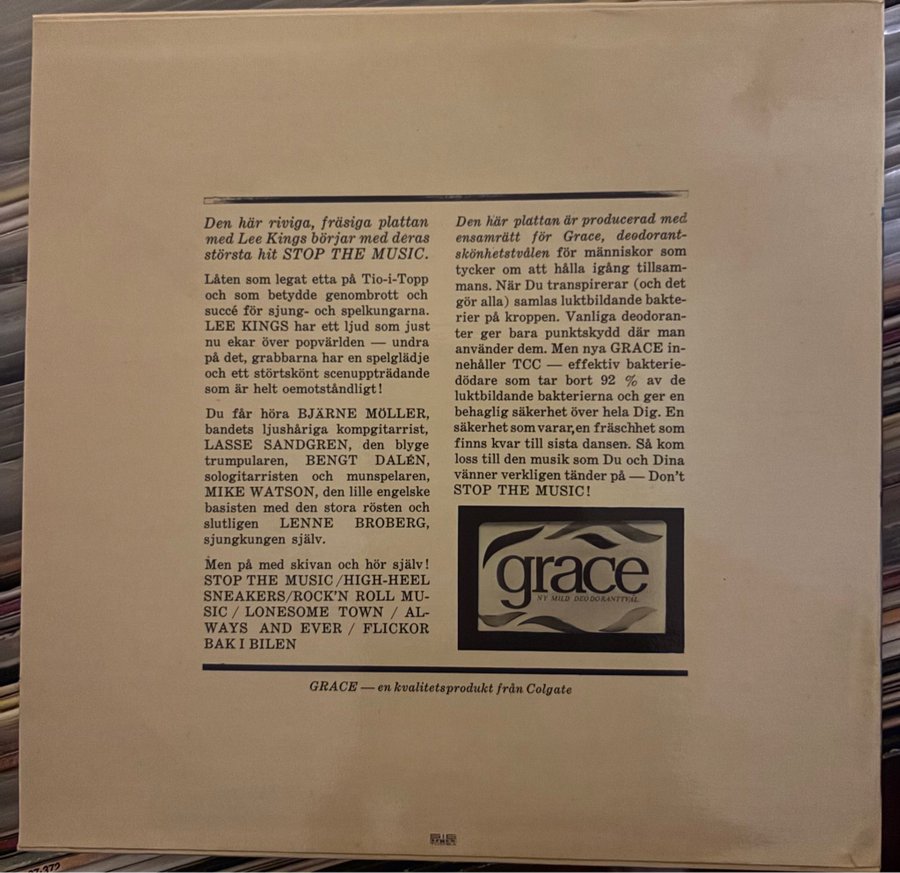 Den här riviga, fräsiga plattan
med Lee Kings börjar med deras
största hit STOP THE MUSIC.
Låten som legat etta på Tio-i-Topp
och som betydde genombrott och
succé för sjung- och spelkungarna.
LEE KINGS har ett ljud som just
nu ekar över popvärlden — undra
på det, grabbarna har en spelglädje
och ett störtskönt scenuppträdande
som är helt oemotståndligt!
Du får höra BJÄRNE MÖLLER,
bandets ljushåriga kompgitarrist,
LASSE SANDGREN, den blyge
trumpularen, BENGT DALÉN,
sologitarristen och munspelaren,
MIKE WATSON, den lille engelske
basisten med den stora rösten och
slutligen LENNE BROBERG,
sjungkungen själv.
Men på med skivan och hör själv!
STOP THE MUSIC/HIGH-HEEL
SNEAKERS/ROCK'N ROLL MU-
SIC / LONESOME TOWN / AL-
WAYS AND EVER / FLICKOR
BAK I BILEN
Den här plattan är producerad med
ensamrätt för Grace, deodorant-
skönhetstvålen för människor som
tycker om att hålla igång tillsam-
mans. När Du transpirerar (och det
gör alla) samlas luktbildande bakte-
rier på kroppen. Vanliga deodoran-
ter ger bara punktskydd där man
använder dem. Men nya GRACE in-
nehåller TCC — effektiv bakterie-
dödare som tar bort 92 % av de
luktbildande bakterierna och ger en
behaglig säkerhet över hela Dig. En
säkerhet som varar, en fräschhet som
finns kvar till sista dansen. Så kom
loss till den musik som Du och Dina
vänner verkligen tänder på — Don't
STOP THE MUSIC!
grace
NY MILD DEODORANTTVÅL
GRACE — en kvalitetsprodukt från Colgate